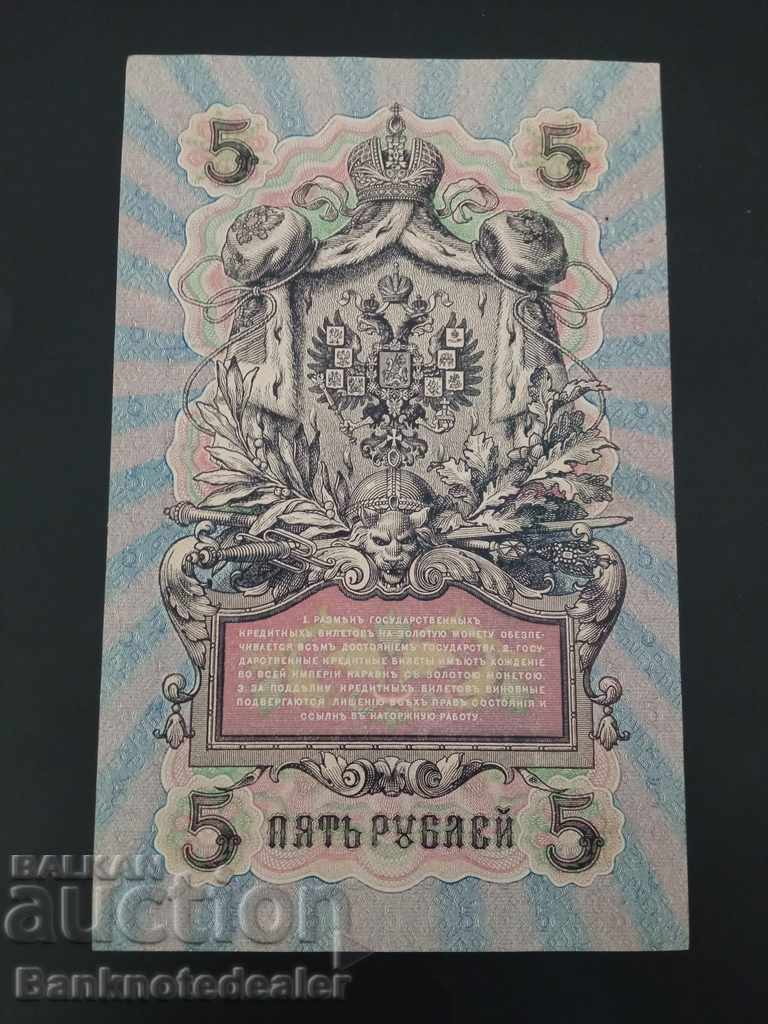 5 5
1. РАЗМѢНЪ ГОСУДАРСТВЕННЫХЪ
КРЕДИТНЫХЪ БИЛЕТОВЪ НА ЗОЛОТУЮ МОНЕТУ ОБЕЗПЕ-
ЧИВАЕТСЯ ВСѢМЪ ДОСТОЯНІЕМЪ ГОСУДАРСТВА. 2. ГОСУ-
ДАРСТВЕННЫЕ КРЕДИТНЫЕ БИЛЕТЫ ИМѢЮТЪ ХОЖДЕНІЕ
ВО ВСЕЙ ИМПЕРІИ НАРАВНѢ СЪ ЗОЛОТОЮ МОНЕТОЮ.
3. ЗА ПОДДѢЛКУ КРЕДИТНЫХЪ БИЛЕТОВЪ ВИНОВНЫЕ
ПОДВЕРГАЮТСЯ ЛИШЕНІЮ ВСѢХЪ ПРАВЪ СОСТОЯНІЯ И
ССЫЛКѢ ВЪ КАТОРЖНУЮ РАБОТУ.
5 ПЯТЬ РУБЛЕЙ 5
BALKAN
auction
Banknotedealer